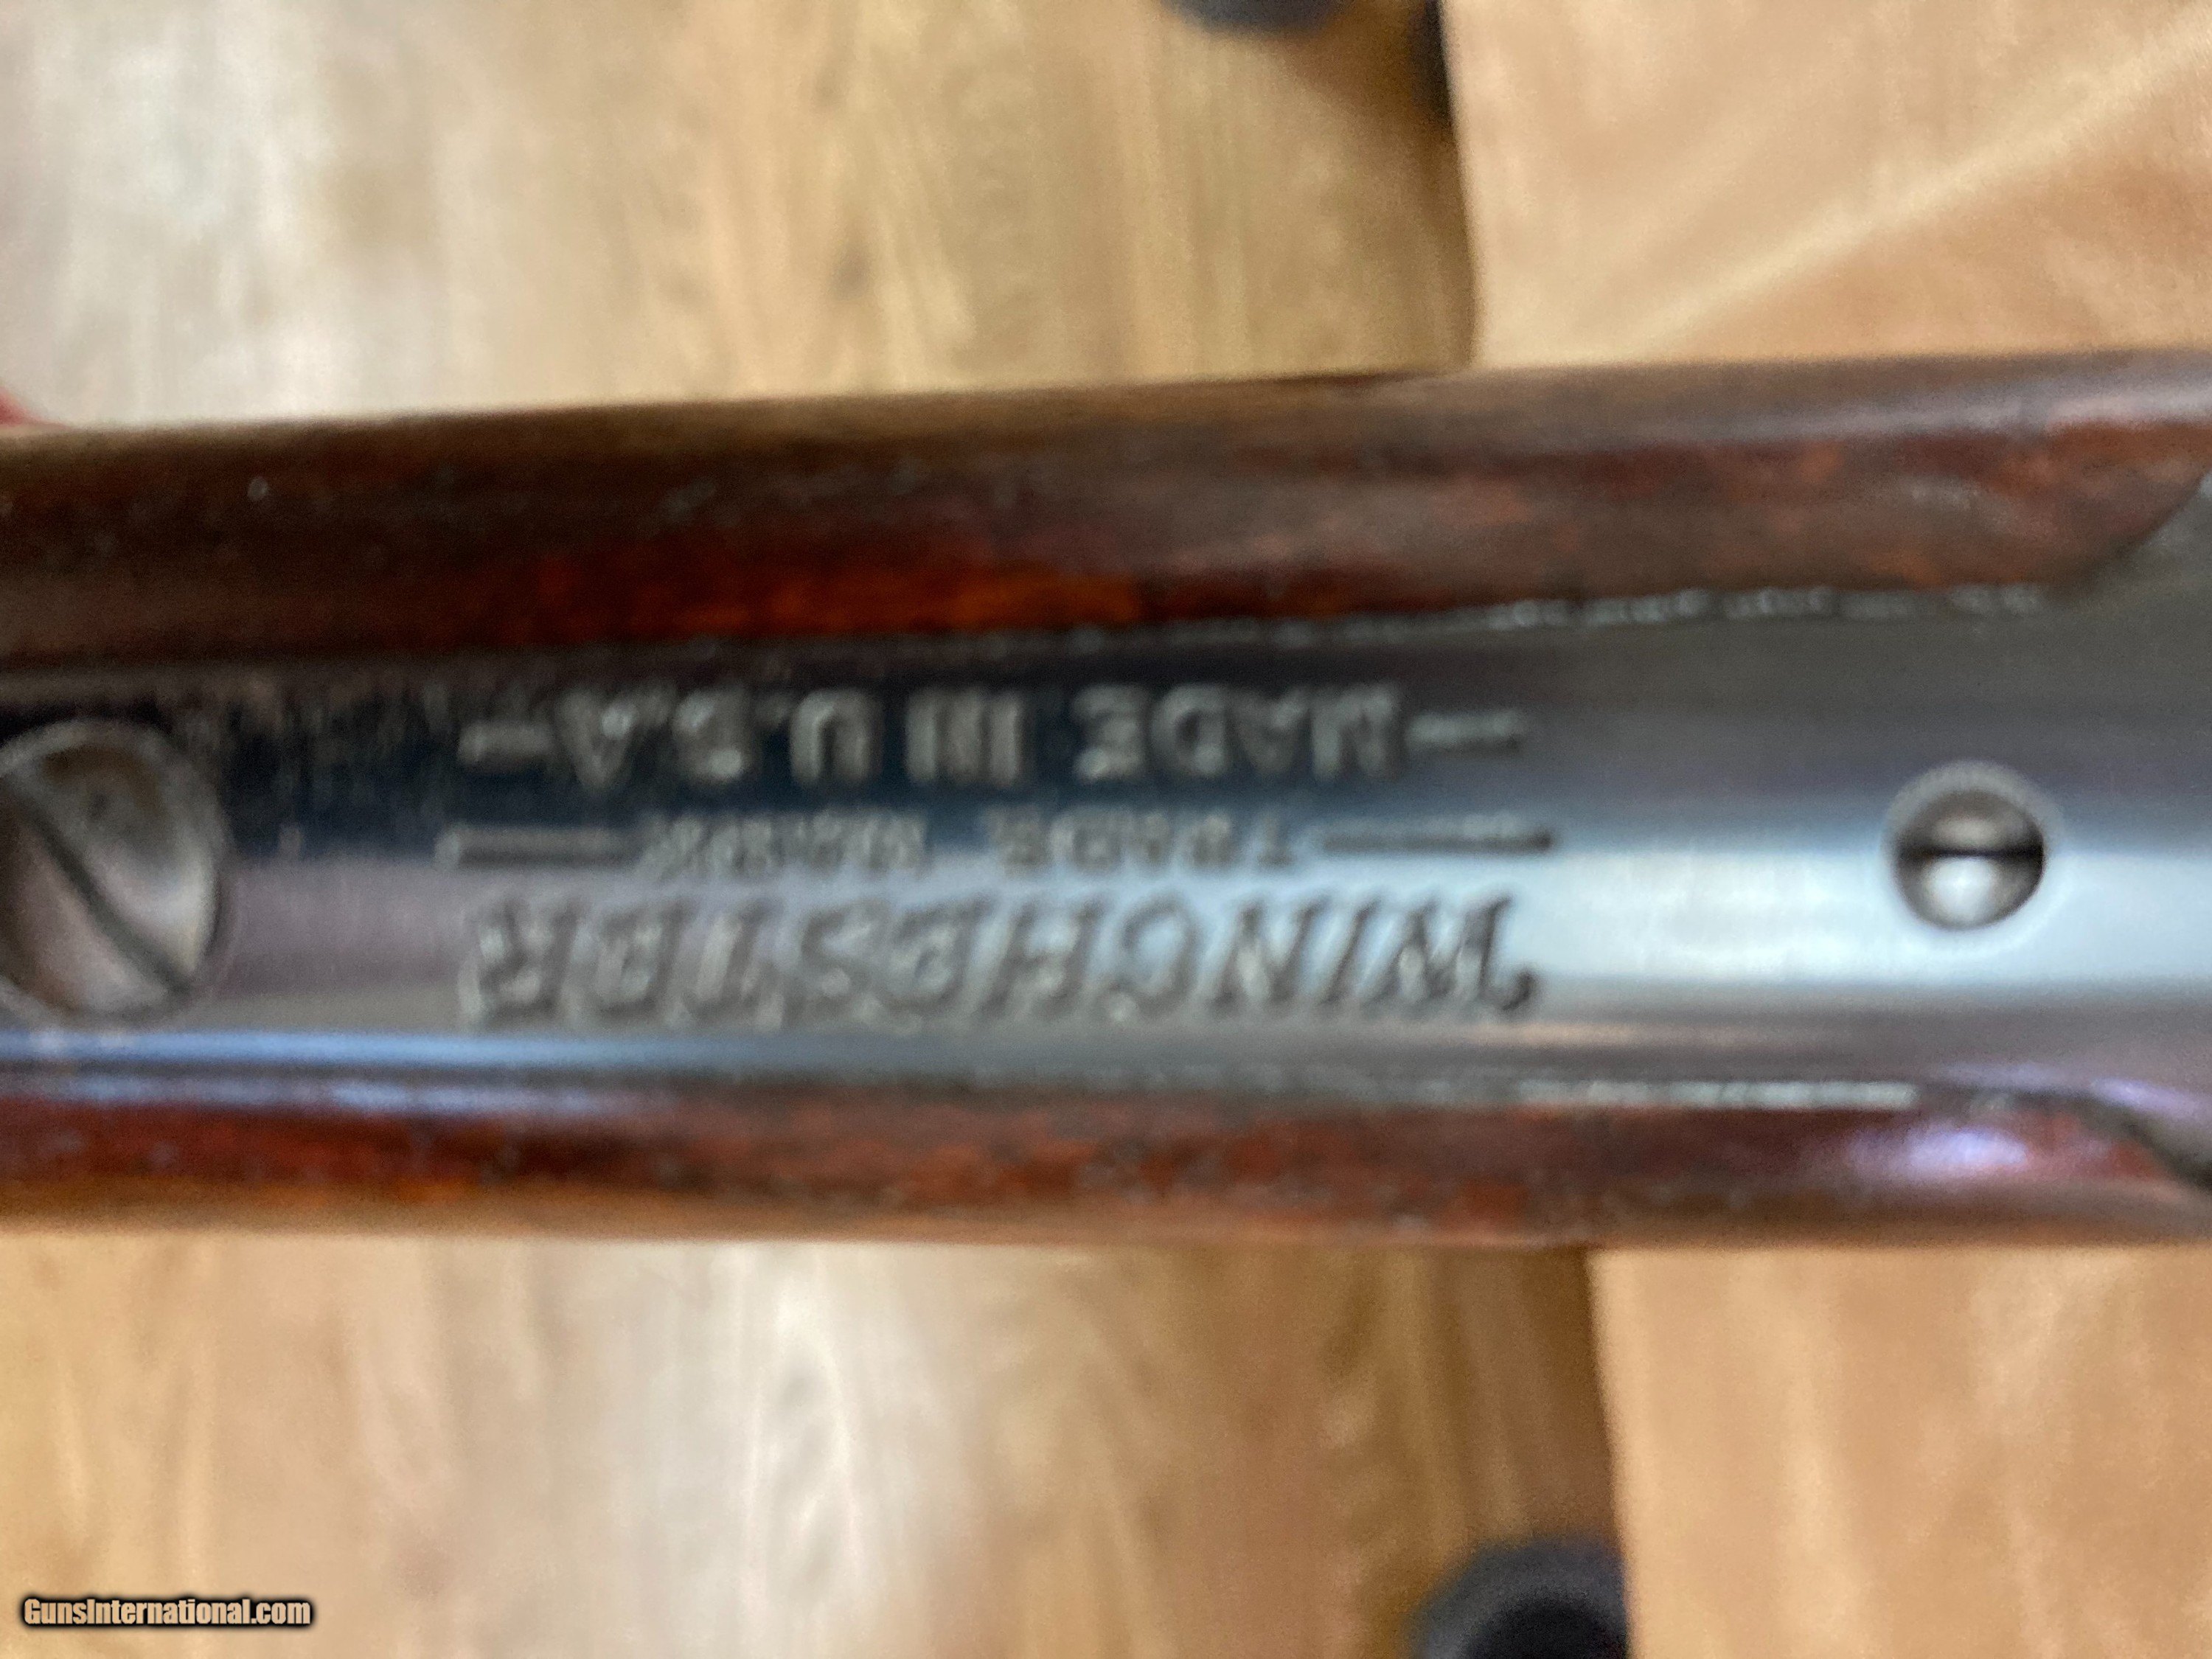 WINCHESTER
— TRADE MARK —
— MADE IN U.S.A. —
GunsInternational.com